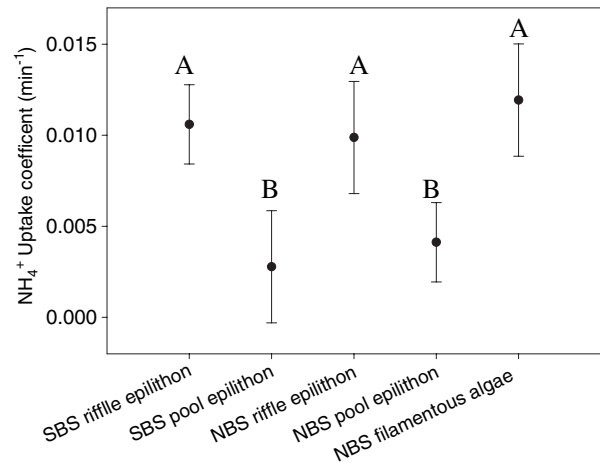 NH₄⁺ Uptake coefficent (min⁻¹)
0.015
0.010
0.005
0.000
A
B
A
B
A
SBS rifflle epilithon
SBS pool epilithon
NBS riffle epilithon
NBS pool epilithon
NBS filamentous algae